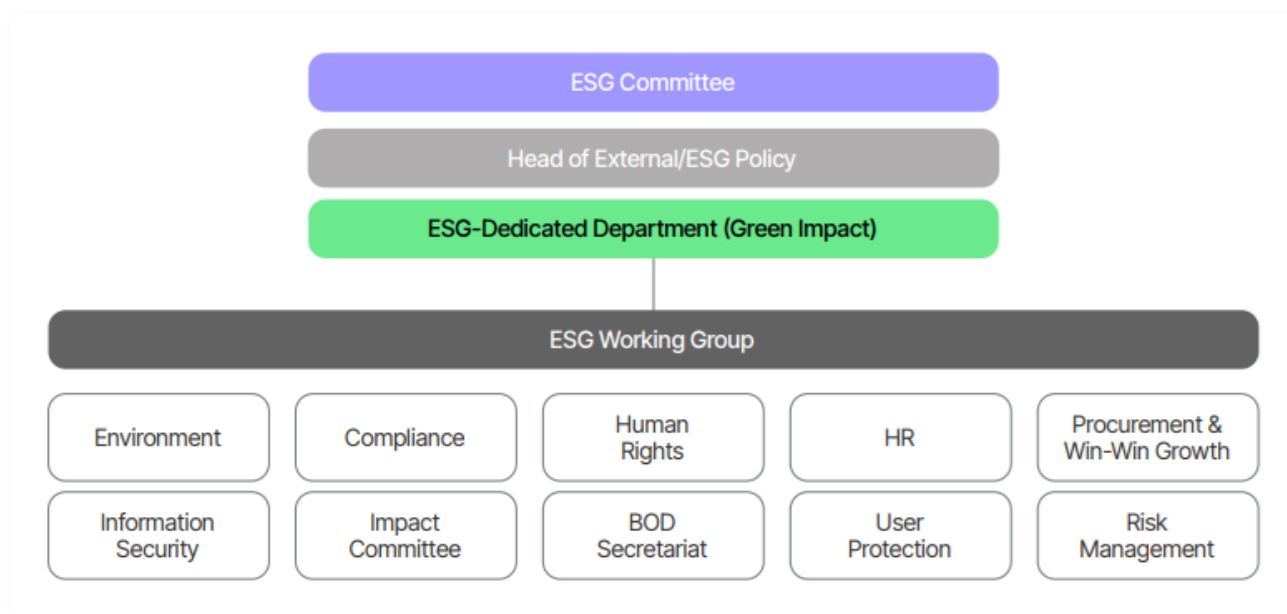 ESG Committee
Head of External/ESG Policy
ESG-Dedicated Department (Green Impact)
ESG Working Group
Environment
Compliance
Human
Rights
HR
Procurement &
Win-Win Growth
Information
Security
Impact
Committee
BOD
Secretariat
User
Protection
Risk
Management